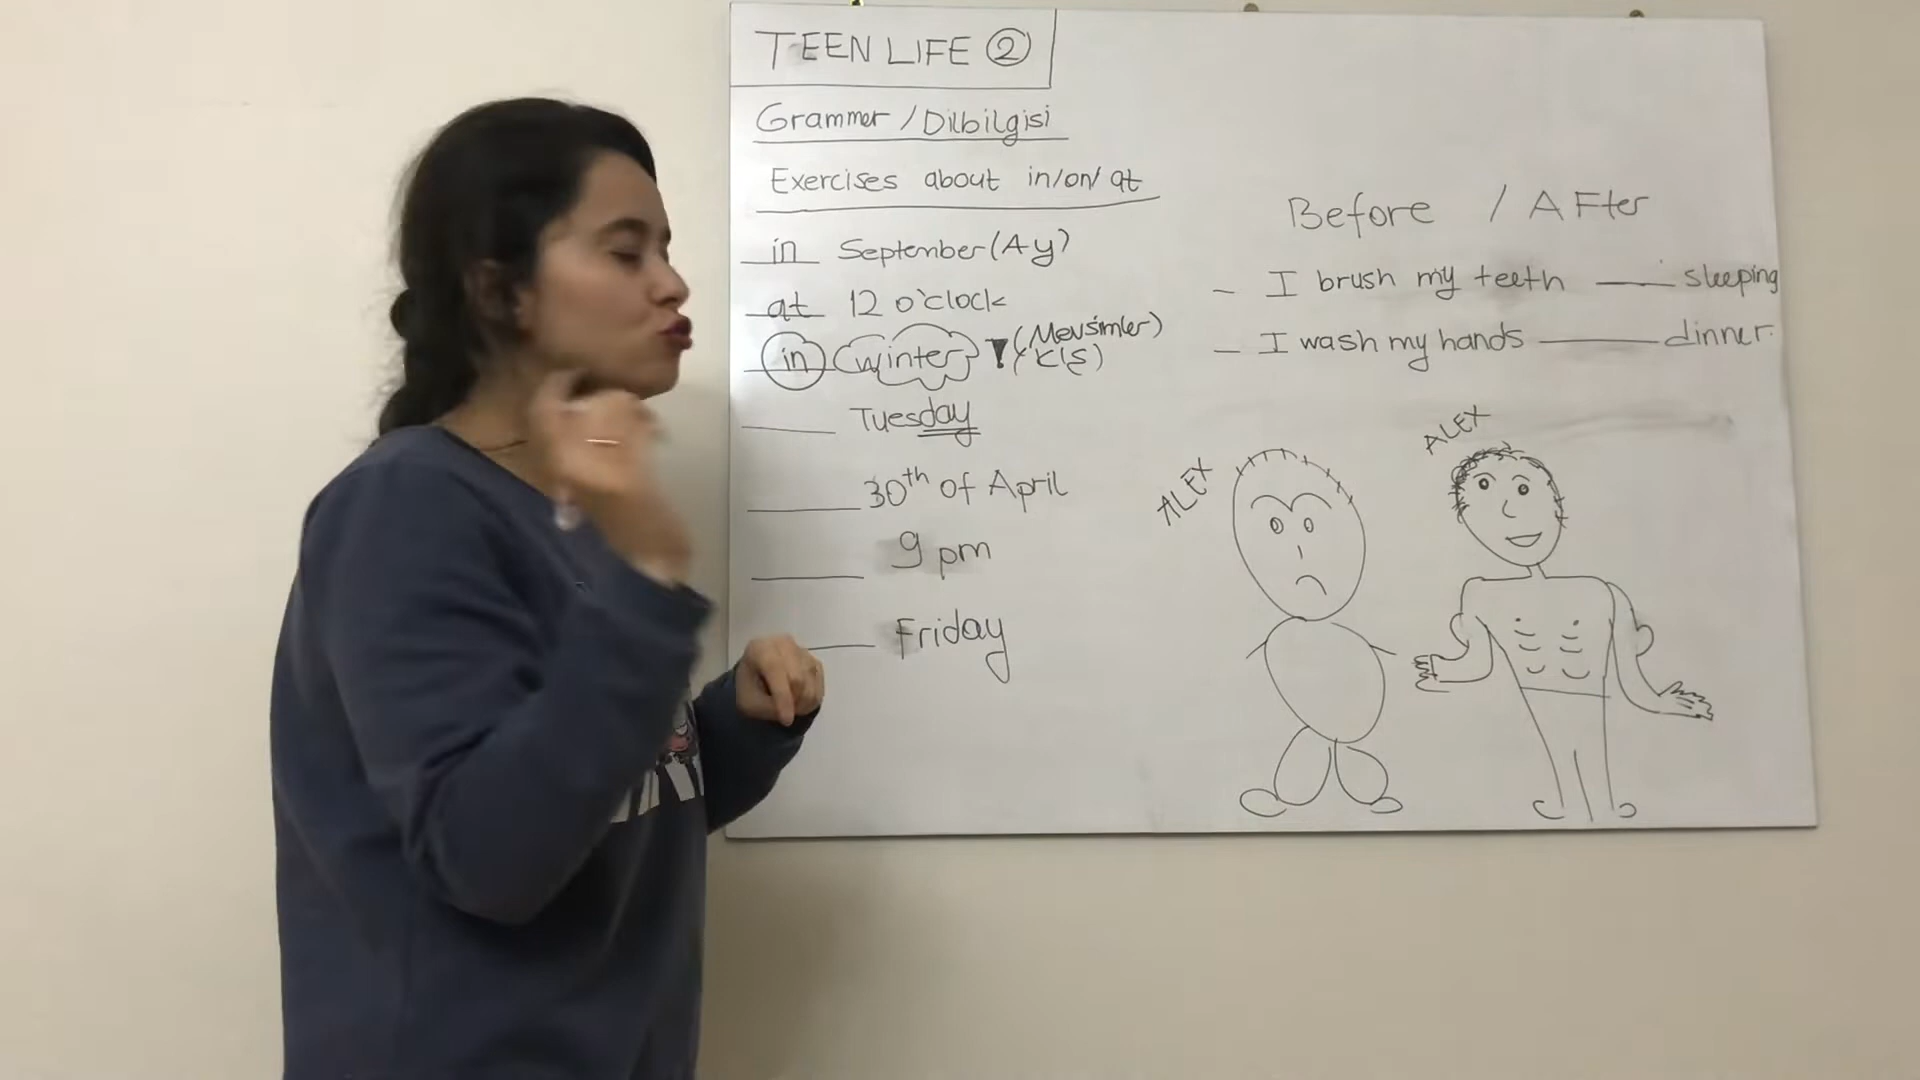 TEEN LIFE 2
Grammer / Dilbilgisi
Exercises about in/on/at
in September (Ay)
at 12 o'clock
in winter (Mevsimler)
Kış)
Tuesday
30th of April
9 pm
Friday
Before / AFter
- I brush my teeth ____ sleeping
- I wash my hands ____ dinner.
ALEX
ALEX